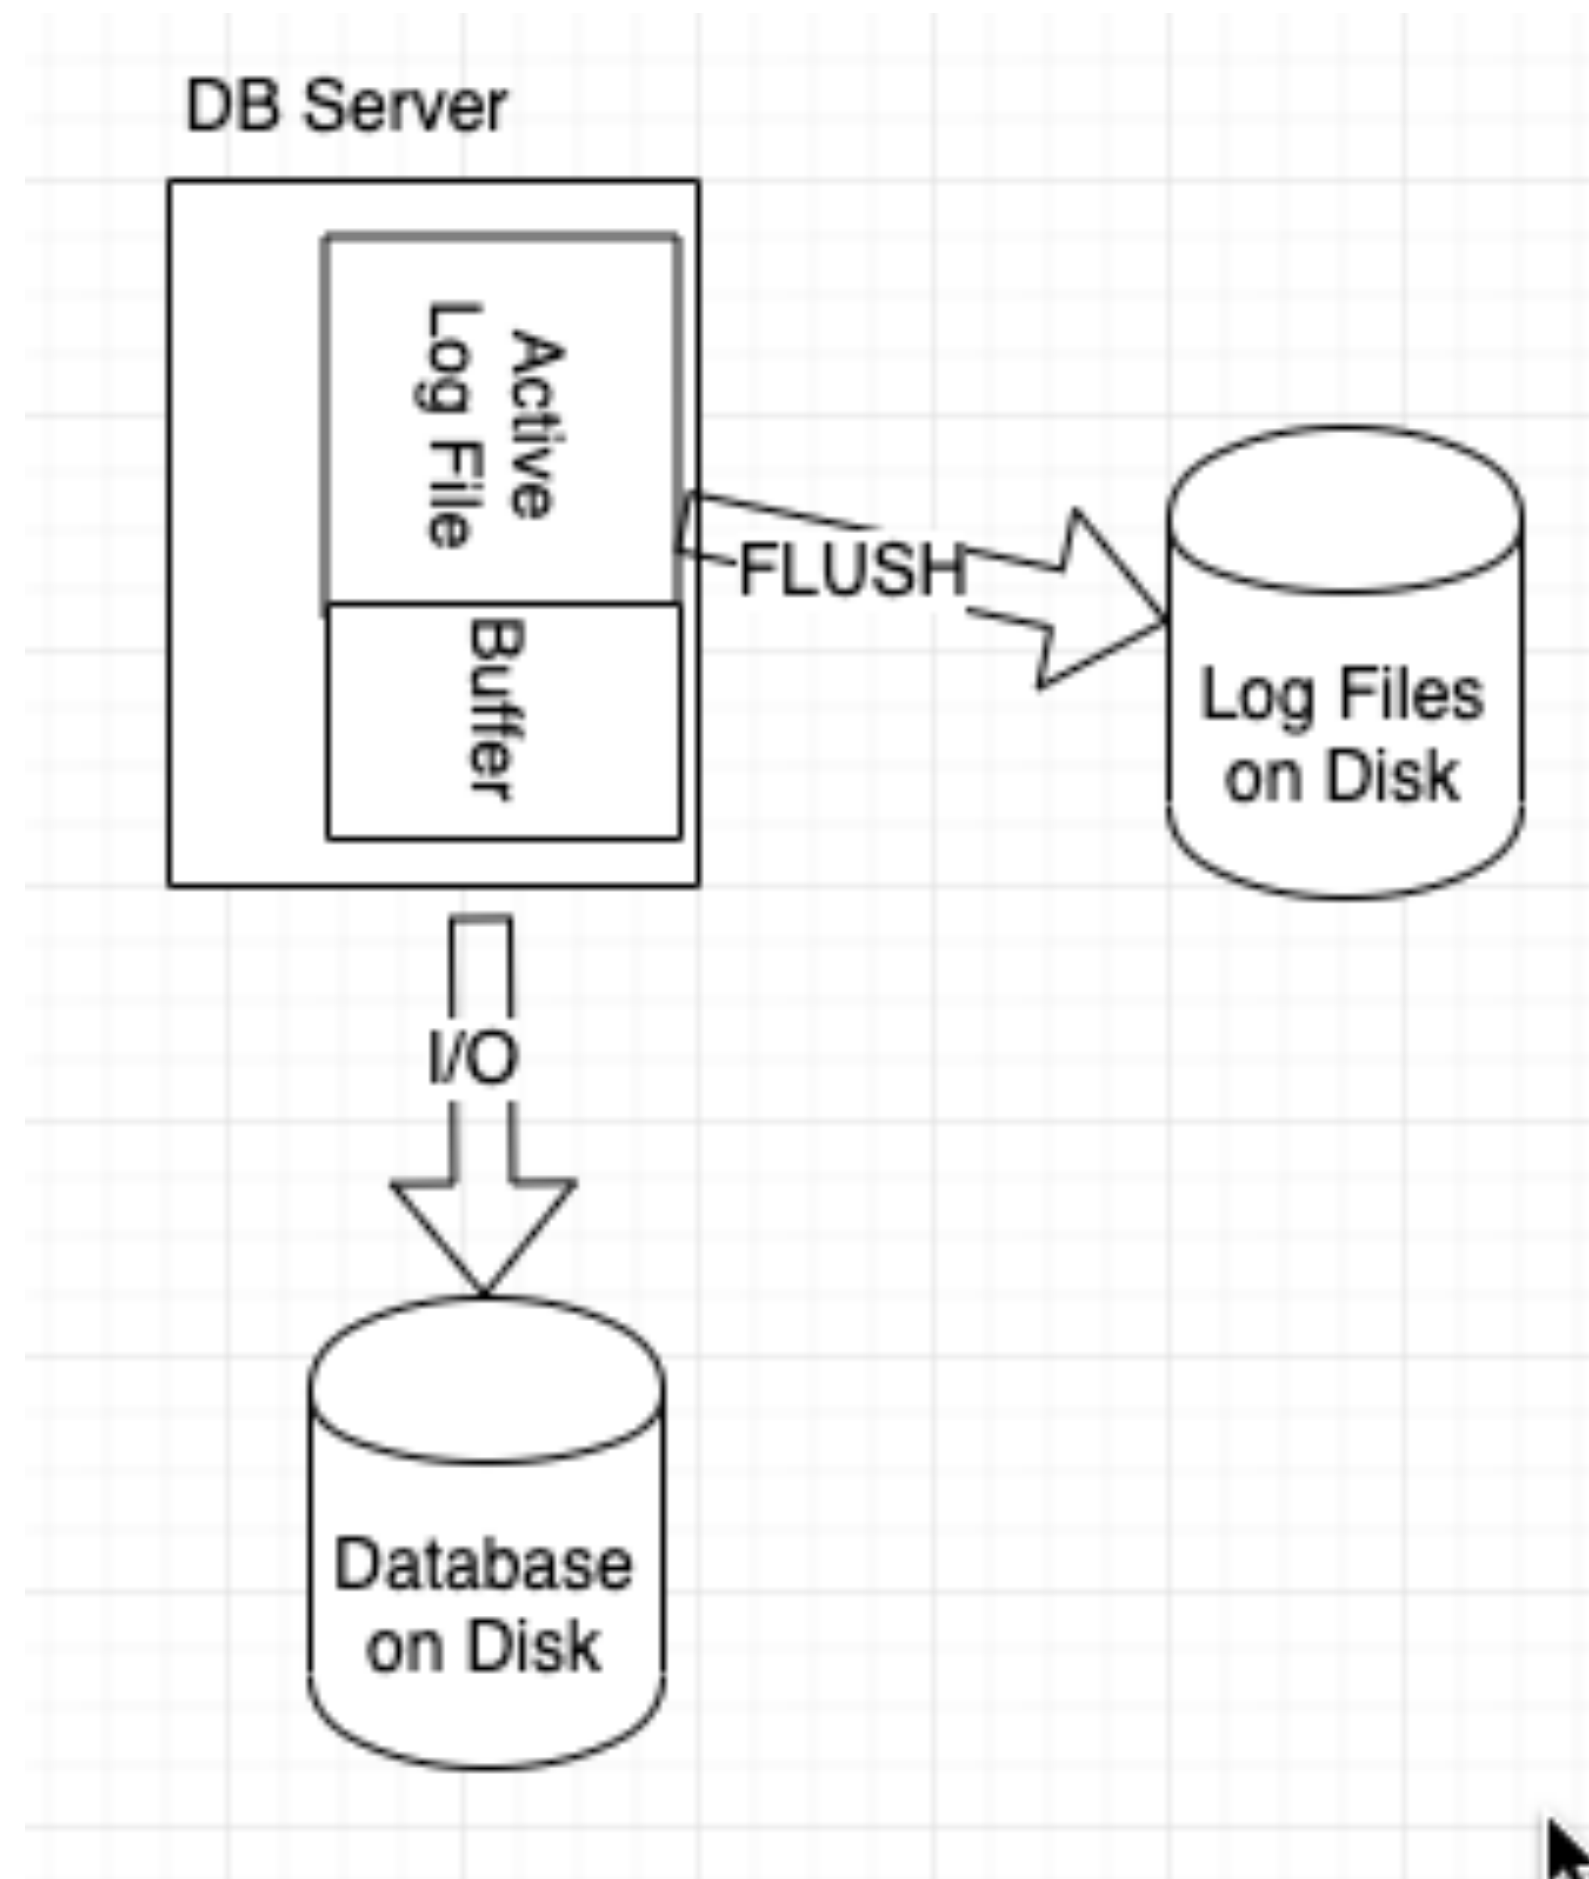 DB Server
Active
Log File
Buffer
FLUSH
Log Files
on Disk
I/O
Database
on Disk